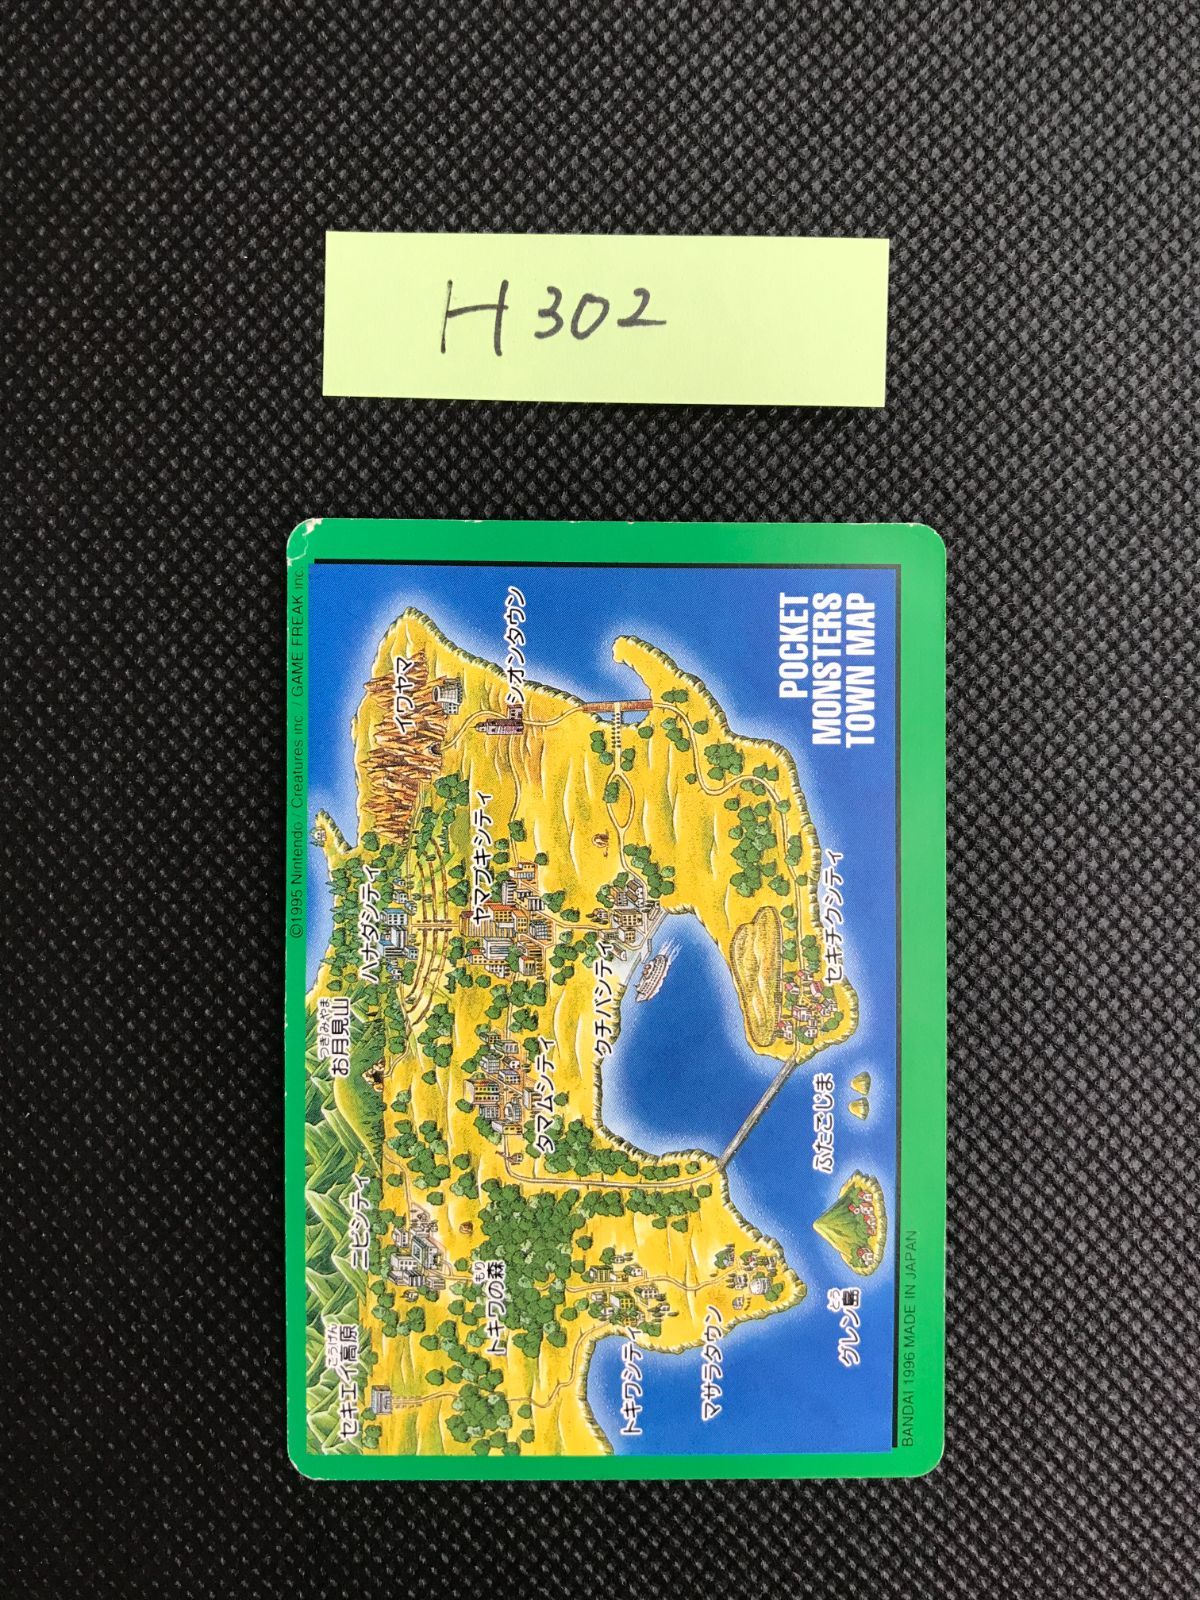 H302
©1995 Nintendo / Creatures inc. / GAME FREAK inc.
セキエイ高原
こうげん
ニビシティ
お月見山
つきみやま
ハナダシティ
イワヤマ
トキワの森
もり
タマムシティ
ヤマブキシティ
シオンタウン
トキワシティ
クチバシティ
マサラタウン
グレン島
とう
ふたごじま
セキチクシティ
POCKET
MONSTERS
TOWN MAP
BANDAI 1996 MADE IN JAPAN